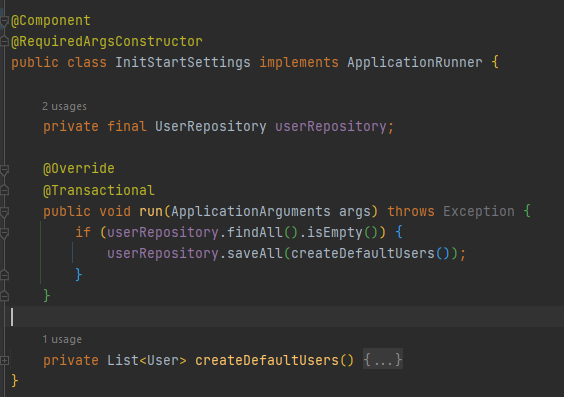 @Component
@RequiredArgsConstructor
public class InitStartSettings implements ApplicationRunner {
2 usages
private final UserRepository userRepository;
@Override
@Transactional
public void run(ApplicationArguments args) throws Exception {
if (userRepository.findAll().isEmpty()) {
userRepository.saveAll(createDefaultUsers());
}
}
1 usage
private List<User> createDefaultUsers() {...}
}